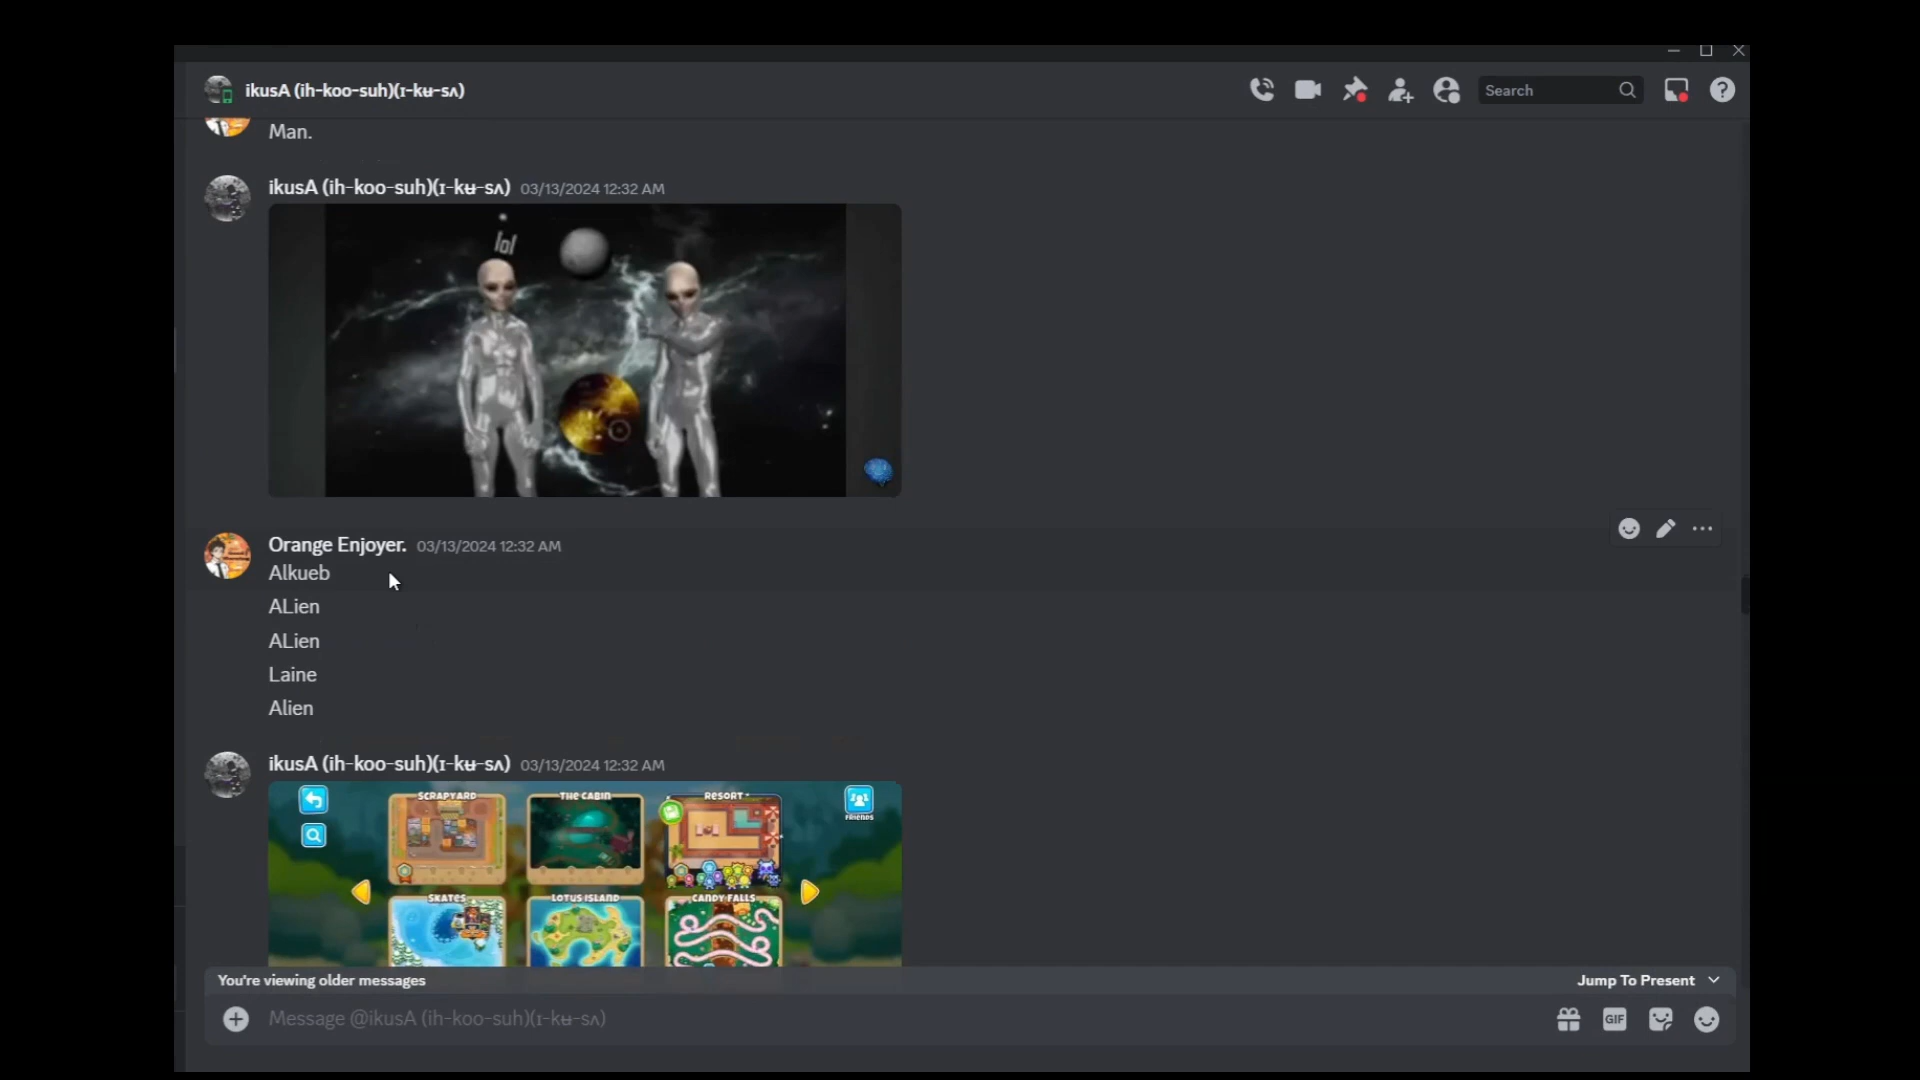 ikusA (ih-koo-suh)(ɪ-kʉ-sʌ)
Search
Man.
ikusA (ih-koo-suh)(ɪ-kʉ-sʌ) 03/13/2024 12:32 AM
lol
Orange Enjoyer. 03/13/2024 12:32 AM
Alkueb
ALien
ALien
Laine
Alien
ikusA (ih-koo-suh)(ɪ-kʉ-sʌ) 03/13/2024 12:32 AM
SCRAPYARD THE CABIN RESORT
FRIENDS
SKATES LOTUS ISLAND CANDY FALLS
You're viewing older messages Jump To Present
Message @ikusA (ih-koo-suh)(ɪ-kʉ-sʌ) GIF